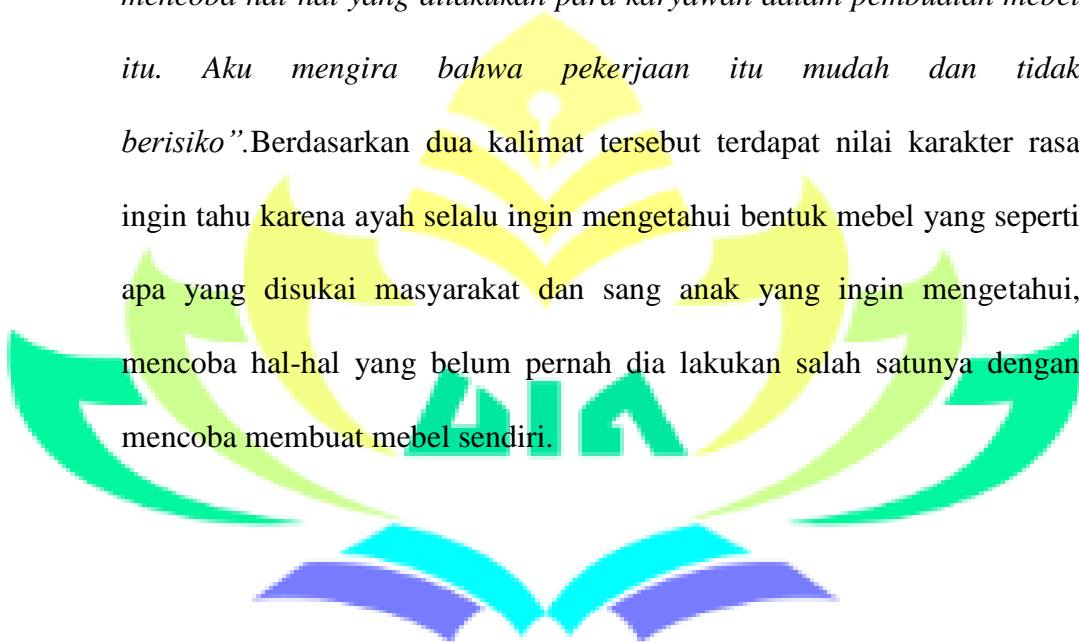 mencoba hal-hal yang dilakukan para karyawan dalam pembuatan mebel
itu. Aku mengira bahwa pekerjaan itu mudah dan tidak
berisiko”.Berdasarkan dua kalimat tersebut terdapat nilai karakter rasa
ingin tahu karena ayah selalu ingin mengetahui bentuk mebel yang seperti
apa yang disukai masyarakat dan sang anak yang ingin mengetahui,
mencoba hal-hal yang belum pernah dia lakukan salah satunya dengan
mencoba membuat mebel sendiri.